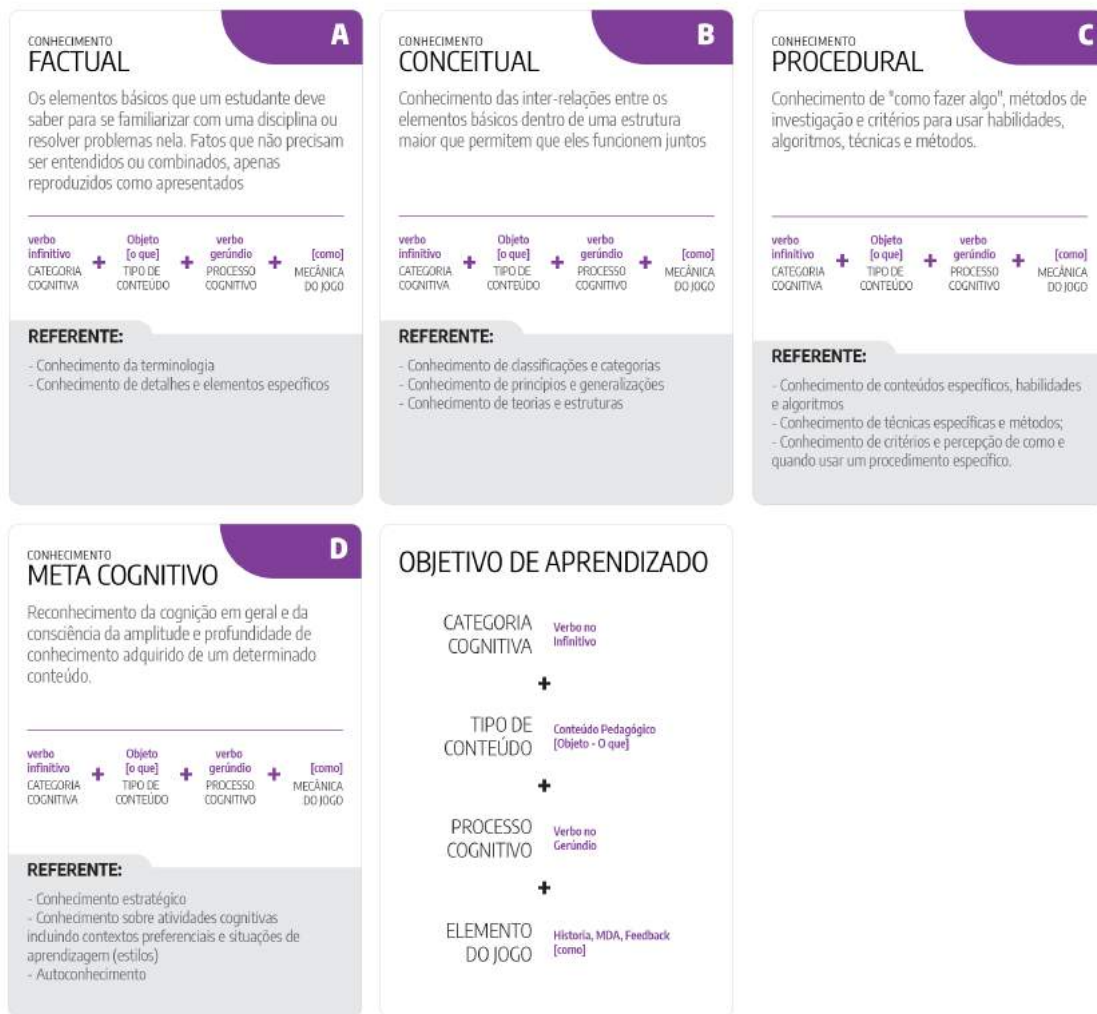 A
CONHECIMENTO
FACTUAL
Os elementos básicos que um estudante deve
saber para se familiarizar com uma disciplina ou
resolver problemas nela. Fatos que não precisam
ser entendidos ou combinados, apenas
reproduzidos como apresentados
verbo
infinitivo
CATEGORIA
COGNITIVA
+
Objeto
[o que]
TIPO DE
CONTEÚDO
+
verbo
gerúndio
PROCESSO
COGNITIVO
+
[como]
MECÂNICA
DO JOGO
REFERENTE:
- Conhecimento da terminologia
- Conhecimento de detalhes e elementos específicos
B
CONHECIMENTO
CONCEITUAL
Conhecimento das inter-relações entre os
elementos básicos dentro de uma estrutura
maior que permitem que eles funcionem juntos
verbo
infinitivo
CATEGORIA
COGNITIVA
+
Objeto
[o que]
TIPO DE
CONTEÚDO
+
verbo
gerúndio
PROCESSO
COGNITIVO
+
[como]
MECÂNICA
DO JOGO
REFERENTE:
- Conhecimento de classificações e categorias
- Conhecimento de princípios e generalizações
- Conhecimento de teorias e estruturas
C
CONHECIMENTO
PROCEDURAL
Conhecimento de "como fazer algo", métodos de
investigação e critérios para usar habilidades,
algoritmos, técnicas e métodos.
verbo
infinitivo
CATEGORIA
COGNITIVA
+
Objeto
[o que]
TIPO DE
CONTEÚDO
+
verbo
gerúndio
PROCESSO
COGNITIVO
+
[como]
MECÂNICA
DO JOGO
REFERENTE:
- Conhecimento de conteúdos específicos, habilidades
e algoritmos
- Conhecimento de técnicas específicas e métodos;
- Conhecimento de critérios e percepção de como e
quando usar um procedimento específico.
D
CONHECIMENTO
META COGNITIVO
Reconhecimento da cognição em geral e da
consciência da amplitude e profundidade de
conhecimento adquirido de um determinado
conteúdo.
verbo
infinitivo
CATEGORIA
COGNITIVA
+
Objeto
[o que]
TIPO DE
CONTEÚDO
+
verbo
gerúndio
PROCESSO
COGNITIVO
+
[como]
MECÂNICA
DO JOGO
REFERENTE:
- Conhecimento estratégico
- Conhecimento sobre atividades cognitivas
incluindo contextos preferenciais e situações de
aprendizagem (estilos)
- Autoconhecimento
OBJETIVO DE APRENDIZADO
CATEGORIA
COGNITIVA
Verbo no
Infinitivo
+
TIPO DE
CONTEÚDO
Conteúdo Pedagógico
[Objeto - O que]
+
PROCESSO
COGNITIVO
Verbo no
Gerúndio
+
ELEMENTO
DO JOGO
Historia, MDA, Feedback
[como]